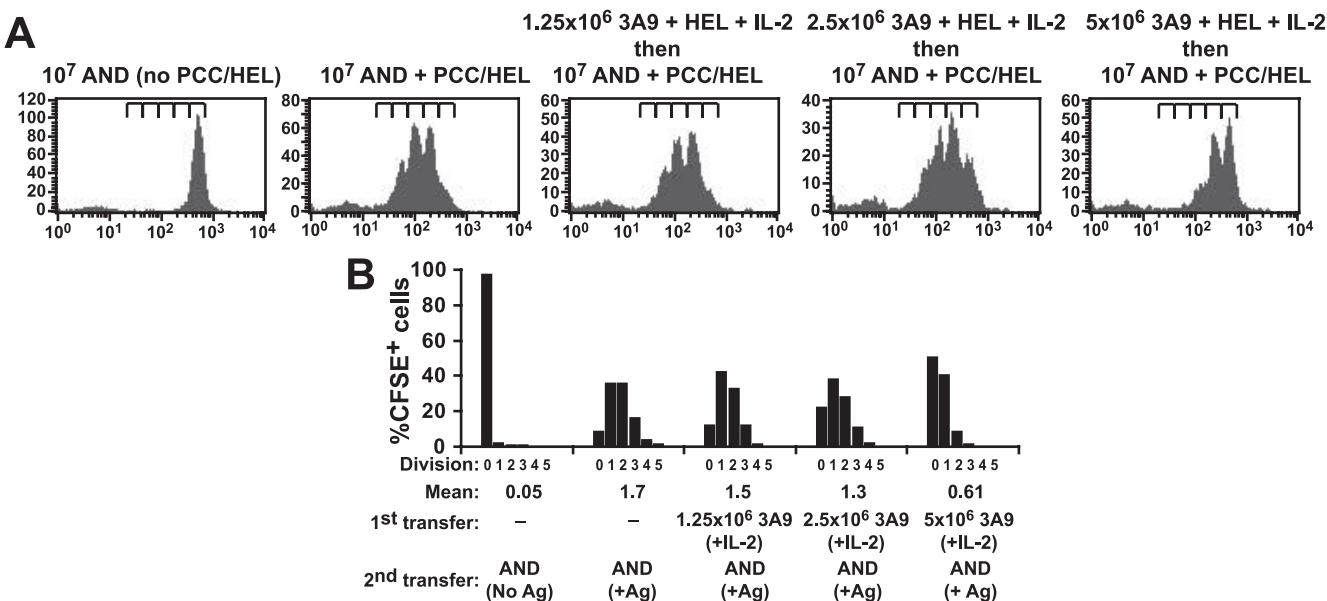 A
10⁷ AND (no PCC/HEL)
10⁷ AND + PCC/HEL
1.25x10⁶ 3A9 + HEL + IL-2
then
10⁷ AND + PCC/HEL
2.5x10⁶ 3A9 + HEL + IL-2
then
10⁷ AND + PCC/HEL
5x10⁶ 3A9 + HEL + IL-2
then
10⁷ AND + PCC/HEL
120
100
80
60
40
20
0
10⁰ 10¹ 10² 10³ 10⁴
80
60
40
20
0
10⁰ 10¹ 10² 10³ 10⁴
60
50
40
30
20
10
0
10⁰ 10¹ 10² 10³ 10⁴
40
30
20
10
0
10⁰ 10¹ 10² 10³ 10⁴
60
50
40
30
20
10
0
10⁰ 10¹ 10² 10³ 10⁴
B
%CFSE⁺ cells
100
80
60
40
20
0
Division: 0 1 2 3 4 5 0 1 2 3 4 5 0 1 2 3 4 5 0 1 2 3 4 5 0 1 2 3 4 5
Mean: 0.05 1.7 1.5 1.3 0.61
1st transfer: – – 1.25x10⁶ 3A9 2.5x10⁶ 3A9 5x10⁶ 3A9
(+IL-2) (+IL-2) (+IL-2)
2nd transfer: AND AND AND AND AND
(No Ag) (+Ag) (+Ag) (+Ag) (+ Ag)